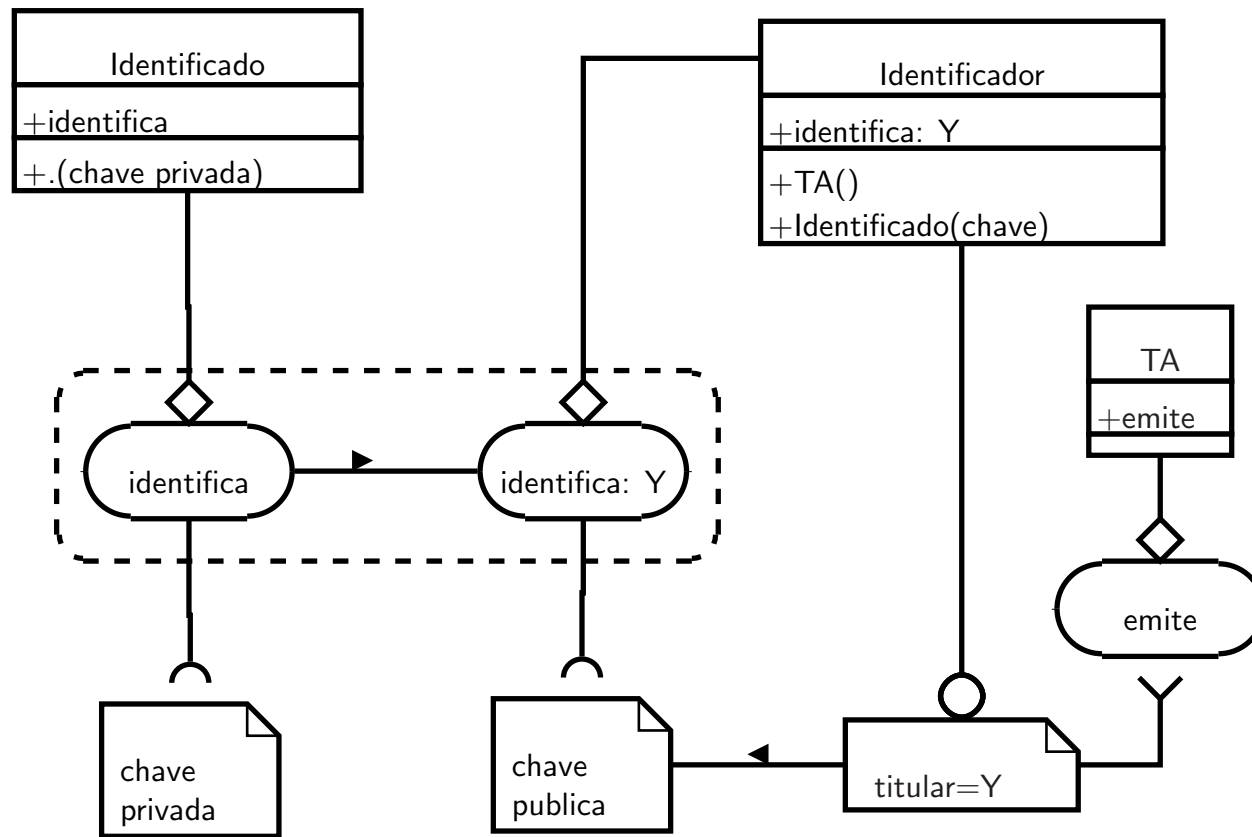 Identificado
+identifica
+.(chave privada)
Identificador
+identifica: Y
+TA()
+Identificado(chave)
TA
+emite
identifica
identifica: Y
emite
chave
privada
chave
publica
titular=Y